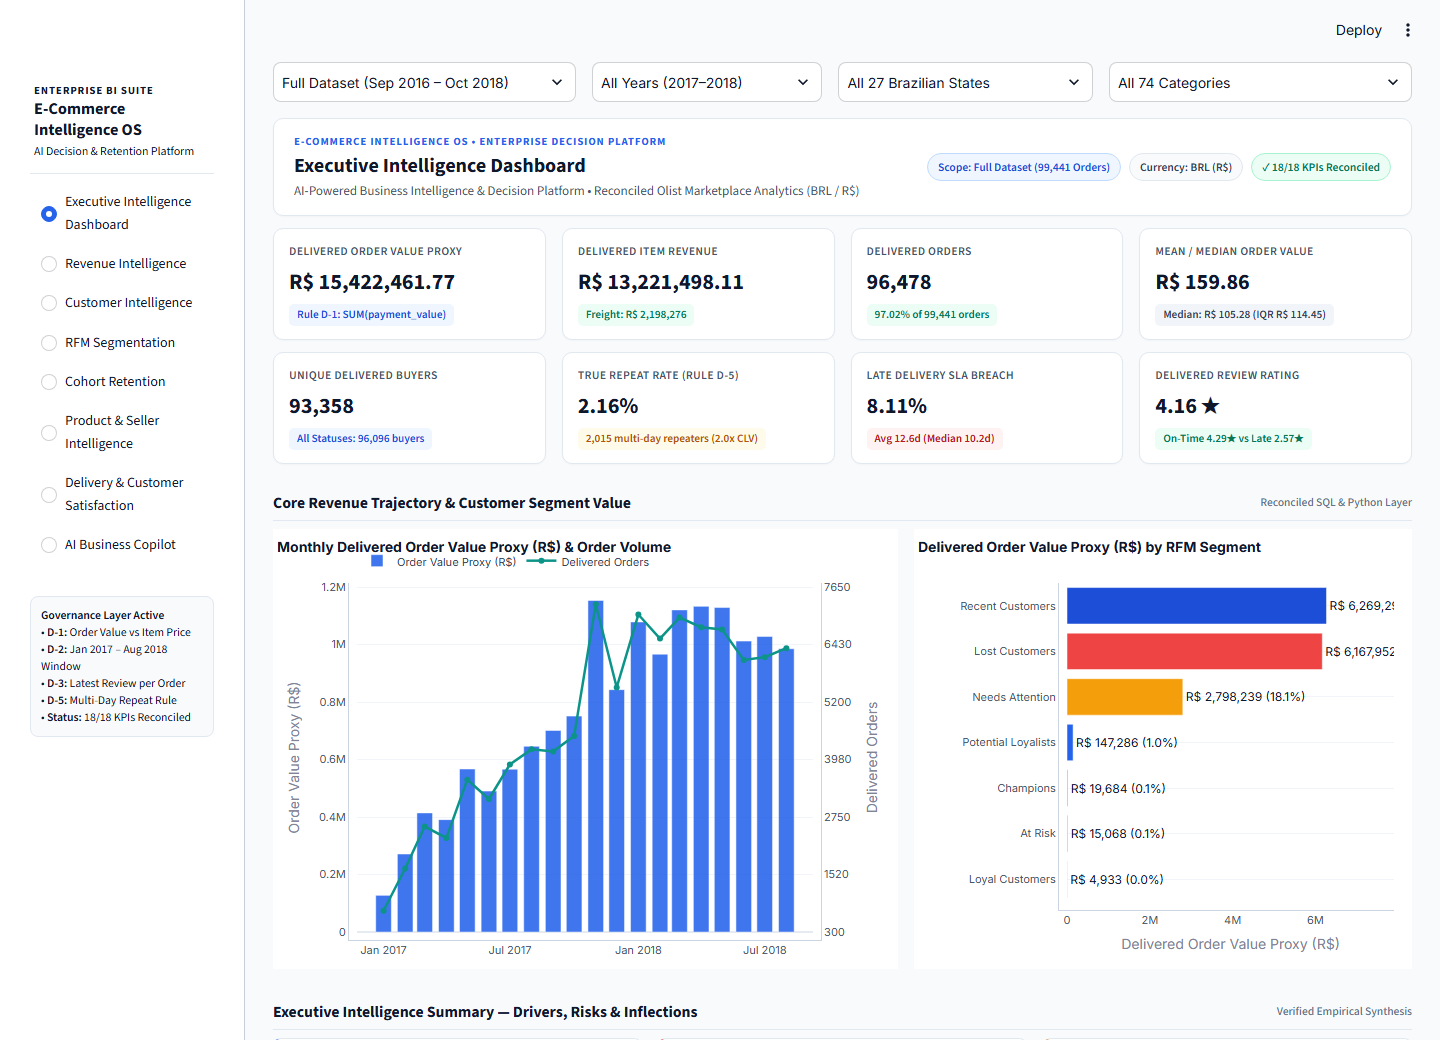 Deploy
ENTERPRISE BI SUITE
E-Commerce
Intelligence OS
AI Decision & Retention Platform
Executive Intelligence
Dashboard
Revenue Intelligence
Customer Intelligence
RFM Segmentation
Cohort Retention
Product & Seller
Intelligence
Delivery & Customer
Satisfaction
AI Business Copilot
Governance Layer Active
• D-1: Order Value vs Item Price
• D-2: Jan 2017 – Aug 2018
Window
• D-3: Latest Review per Order
• D-5: Multi-Day Repeat Rule
• Status: 18/18 KPIs Reconciled
Full Dataset (Sep 2016 – Oct 2018)
All Years (2017–2018)
All 27 Brazilian States
All 74 Categories
E-COMMERCE INTELLIGENCE OS • ENTERPRISE DECISION PLATFORM
Executive Intelligence Dashboard
AI-Powered Business Intelligence & Decision Platform • Reconciled Olist Marketplace Analytics (BRL / R$)
Scope: Full Dataset (99,441 Orders)
Currency: BRL (R$)
✓ 18/18 KPIs Reconciled
DELIVERED ORDER VALUE PROXY
R$ 15,422,461.77
Rule D-1: SUM(payment_value)
DELIVERED ITEM REVENUE
R$ 13,221,498.11
Freight: R$ 2,198,276
DELIVERED ORDERS
96,478
97.02% of 99,441 orders
MEAN / MEDIAN ORDER VALUE
R$ 159.86
Median: R$ 105.28 (IQR R$ 114.45)
UNIQUE DELIVERED BUYERS
93,358
All Statuses: 96,096 buyers
TRUE REPEAT RATE (RULE D-5)
2.16%
2,015 multi-day repeaters (2.0x CLV)
LATE DELIVERY SLA BREACH
8.11%
Avg 12.6d (Median 10.2d)
DELIVERED REVIEW RATING
4.16 ★
On-Time 4.29★ vs Late 2.57★
Core Revenue Trajectory & Customer Segment Value
Reconciled SQL & Python Layer
Monthly Delivered Order Value Proxy (R$) & Order Volume
Order Value Proxy (R$)
Delivered Orders
1.2M
1M
0.8M
0.6M
0.4M
0.2M
0
Order Value Proxy (R$)
7650
6430
5200
3980
2750
1520
300
Delivered Orders
Jan 2017
Jul 2017
Jan 2018
Jul 2018
Delivered Order Value Proxy (R$) by RFM Segment
Recent Customers R$ 6,269,29
Lost Customers R$ 6,167,952
Needs Attention R$ 2,798,239 (18.1%)
Potential Loyalists R$ 147,286 (1.0%)
Champions R$ 19,684 (0.1%)
At Risk R$ 15,068 (0.1%)
Loyal Customers R$ 4,933 (0.0%)
0 2M 4M 6M
Delivered Order Value Proxy (R$)
Executive Intelligence Summary — Drivers, Risks & Inflections
Verified Empirical Synthesis